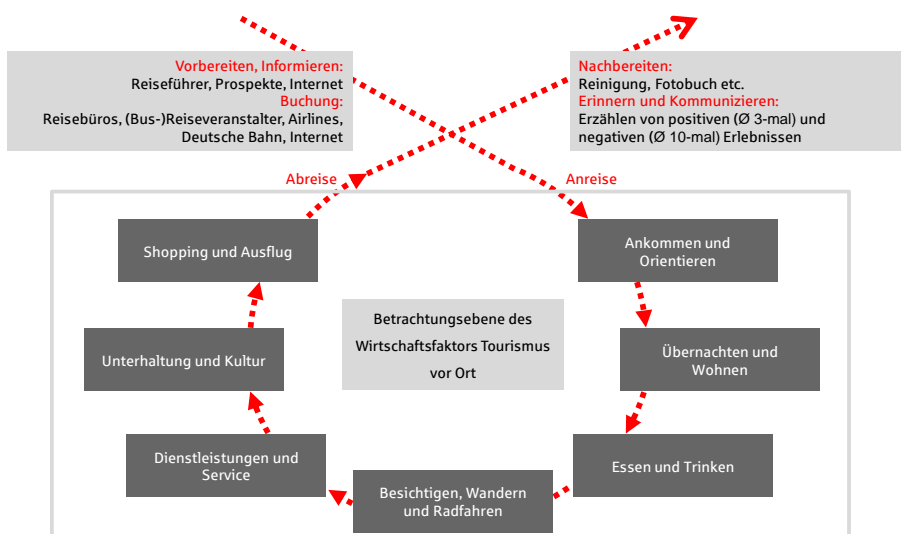 Vorbereiten, Informieren:
Reiseführer, Prospekte, Internet
Buchung:
Reisebüros, (Bus-)Reiseveranstalter, Airlines,
Deutsche Bahn, Internet
Nachbereiten:
Reinigung, Fotobuch etc.
Erinnern und Kommunizieren:
Erzählen von positiven (Ø 3-mal) und
negativen (Ø 10-mal) Erlebnissen
Abreise
Anreise
Shopping und Ausflug
Ankommen und
Orientieren
Betrachtungsebene des
Wirtschaftsfaktors Tourismus
vor Ort
Unterhaltung und Kultur
Übernachten und
Wohnen
Dienstleistungen und
Service
Essen und Trinken
Besichtigen, Wandern
und Radfahren